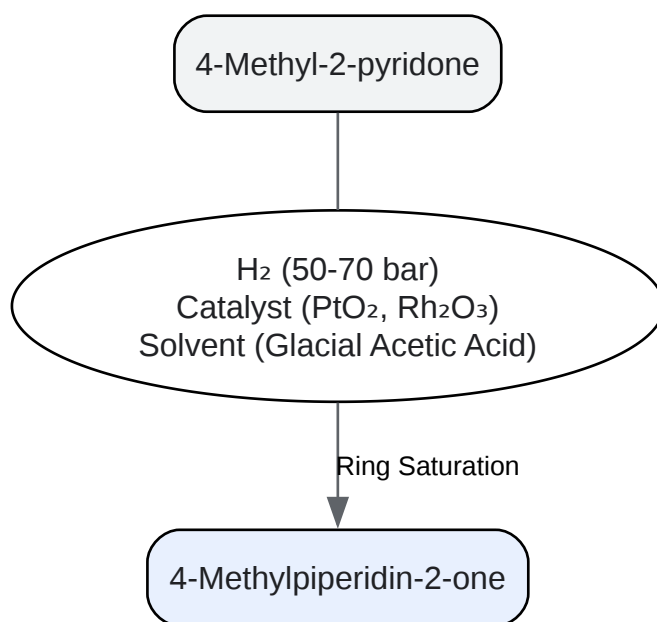 4-Methyl-2-pyridone
H₂ (50-70 bar)
Catalyst (PtO₂, Rh₂O₃)
Solvent (Glacial Acetic Acid)
Ring Saturation
4-Methylpiperidin-2-one